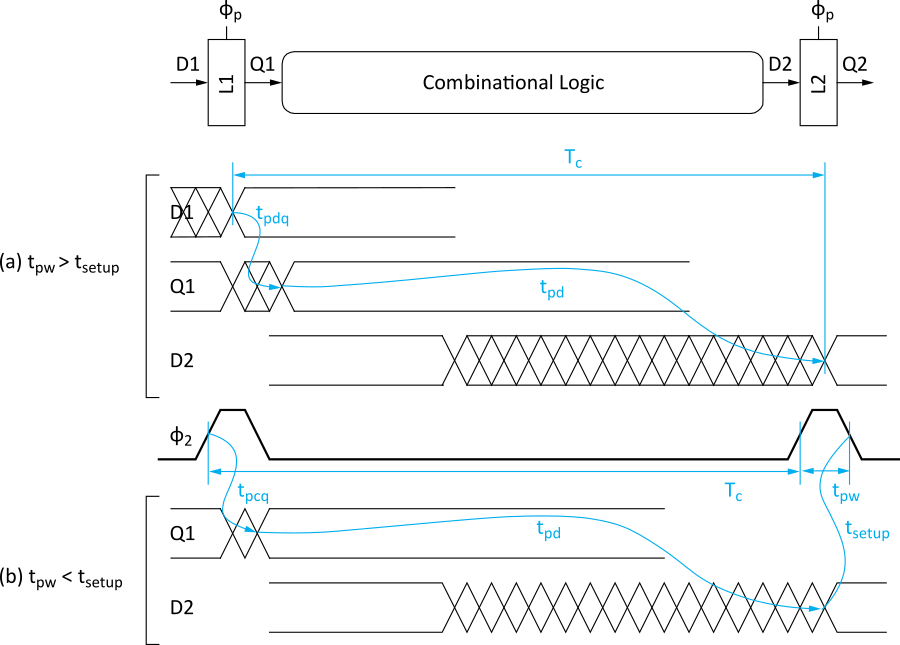 ϕp ϕp
D1 L1 Q1 Combinational Logic D2 L2 Q2
Tc
D1 tpdq
(a) tpw > tsetup
Q1 tpd
D2
ϕ2
Tc tpw
tpcq
Q1 tpd tsetup
(b) tpw < tsetup
D2